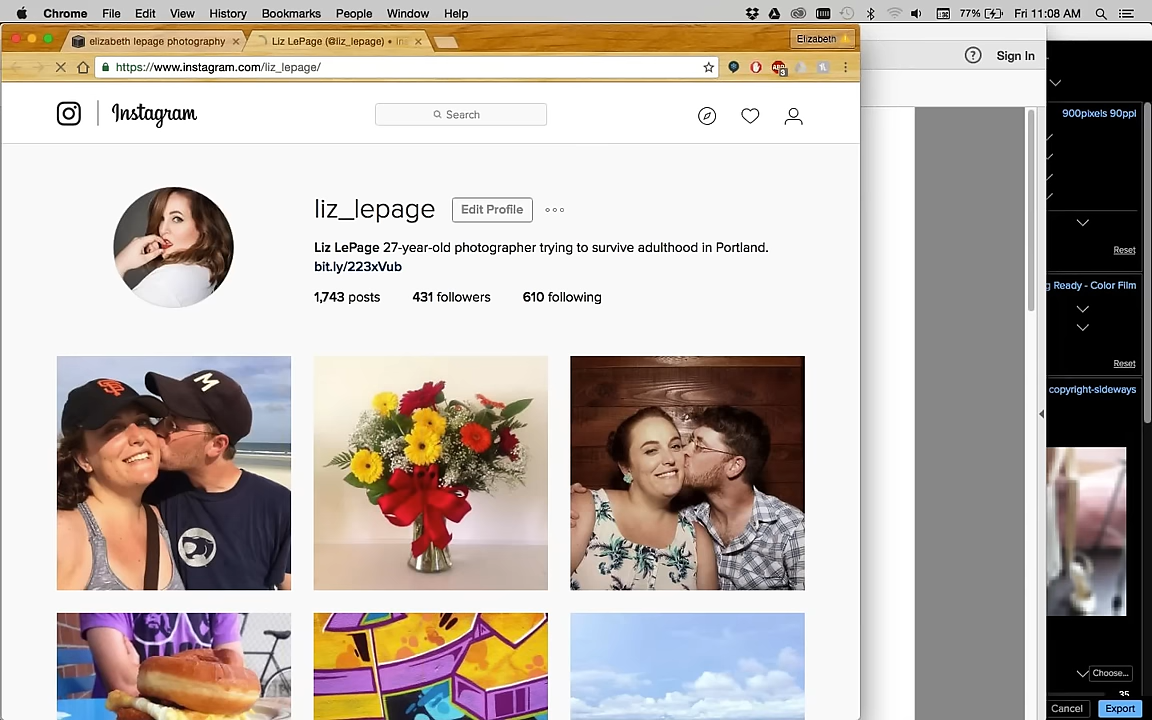 Chrome File Edit View History Bookmarks People Window Help 77% Fri 11:08 AM
elizabeth lepage photography Liz LePage (@liz_lepage) • In Elizabeth
https://www.instagram.com/liz_lepage/
Sign In
Instagram
Search
900pixels 90ppi
liz_lepage Edit Profile
Liz LePage 27-year-old photographer trying to survive adulthood in Portland.
bit.ly/223xVub
Reset
1,743 posts 431 followers 610 following
g Ready - Color Film
Reset
copyright-sideways
M
SF
Choose...
35
Cancel Export